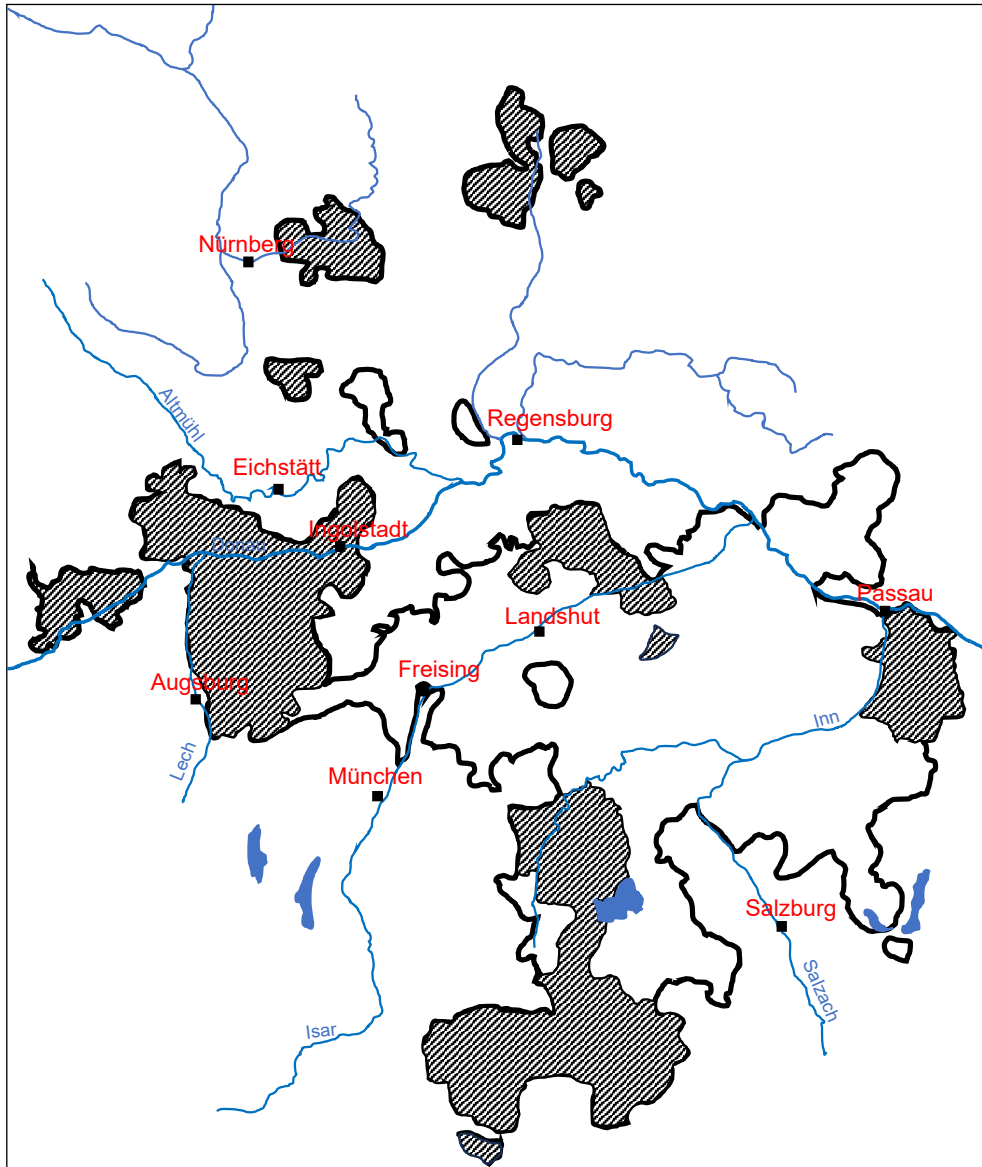 Nürnberg
Altmühl
Regensburg
Eichstätt
Ingolstadt
Donau
Passau
Landshut
Freising
Augsburg
Inn
Lech
München
Salzburg
Salzach
Isar